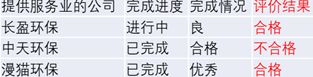 提供服务业的公司 完成进度 完成情况 评价结果
长盈环保 进行中 良 合格
中天环保 已完成 合格 不合格
漫猫环保 已完成 优秀 合格